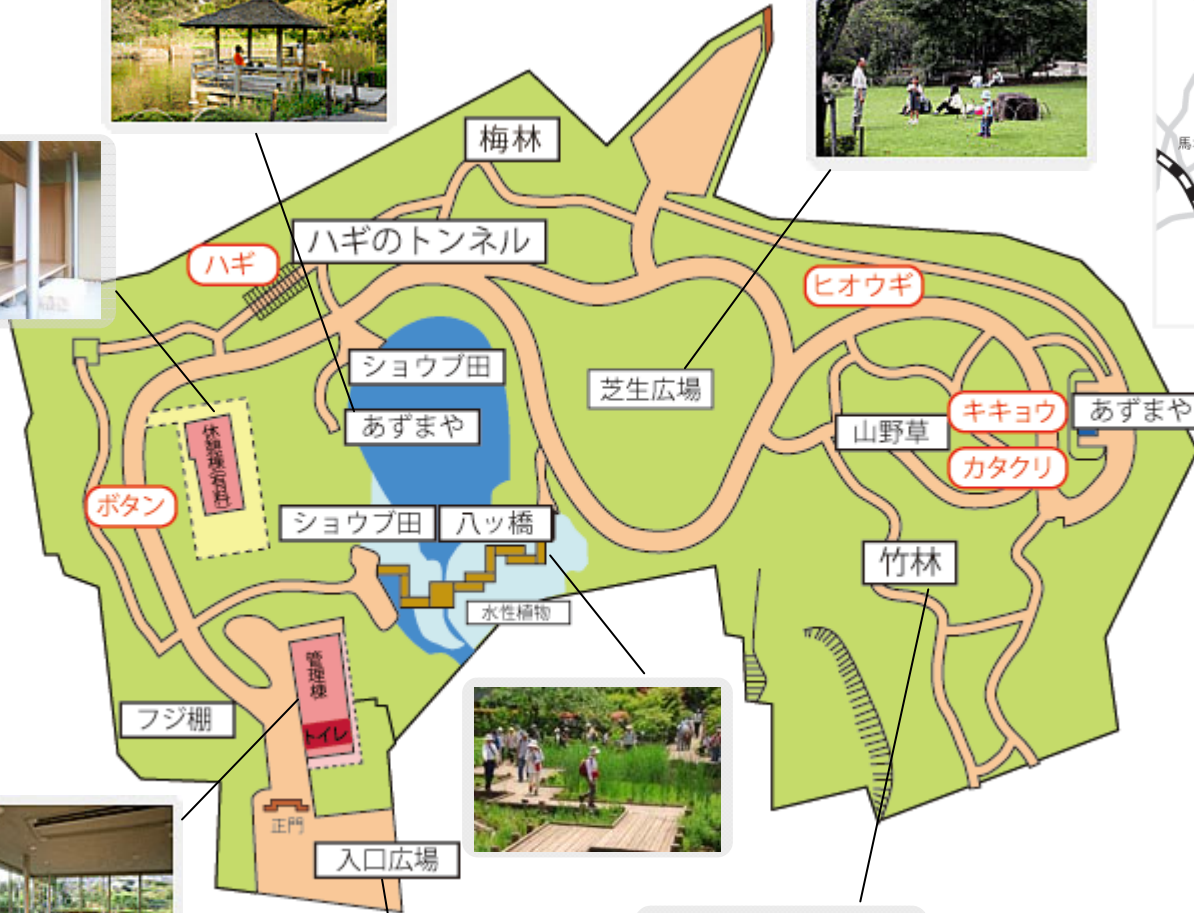 梅林
馬
ハギのトンネル
ハギ
ヒオウギ
ショウブ田
芝生広場
あずまや
キキョウ
あずまや
山野草
休憩棟(有料)
カタクリ
ボタン
ショウブ田
八ッ橋
竹林
水性植物
管理棟
フジ棚
トイレ
正門
入口広場